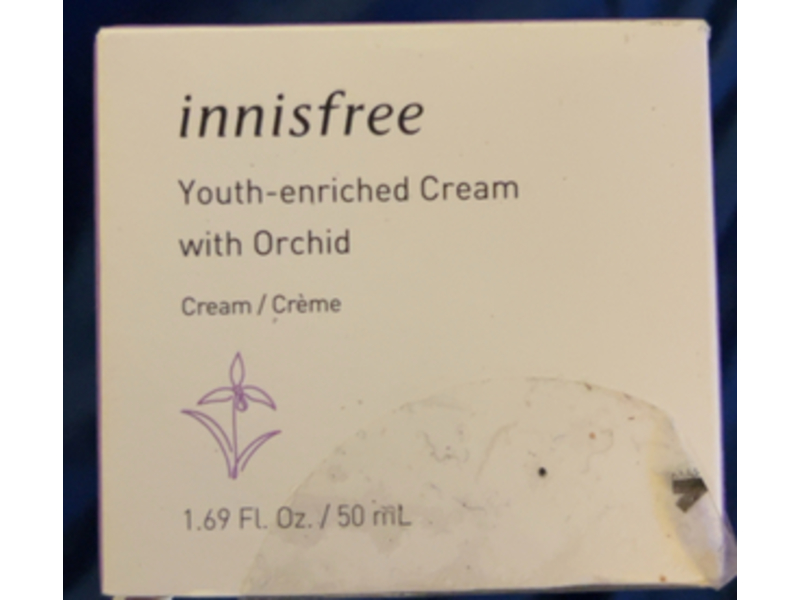 innisfree
Youth-enriched Cream
with Orchid
Cream / Crème
1.69 Fl. Oz. / 50 mL